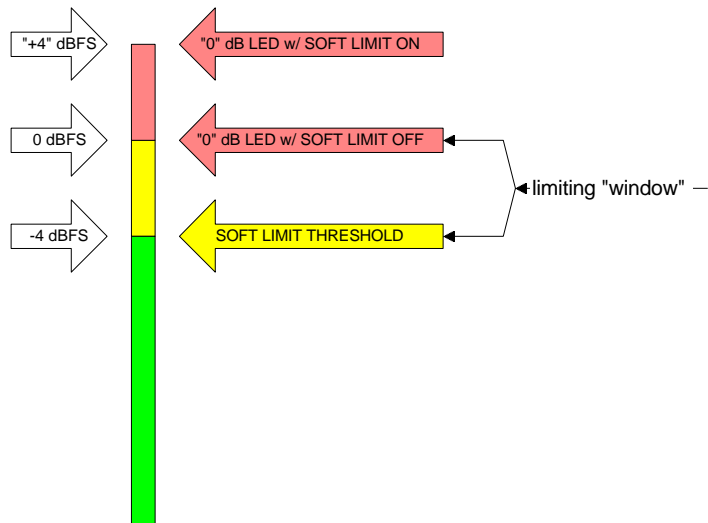 "+4" dBFS
"0" dB LED w/ SOFT LIMIT ON
0 dBFS
"0" dB LED w/ SOFT LIMIT OFF
limiting "window"
-4 dBFS
SOFT LIMIT THRESHOLD